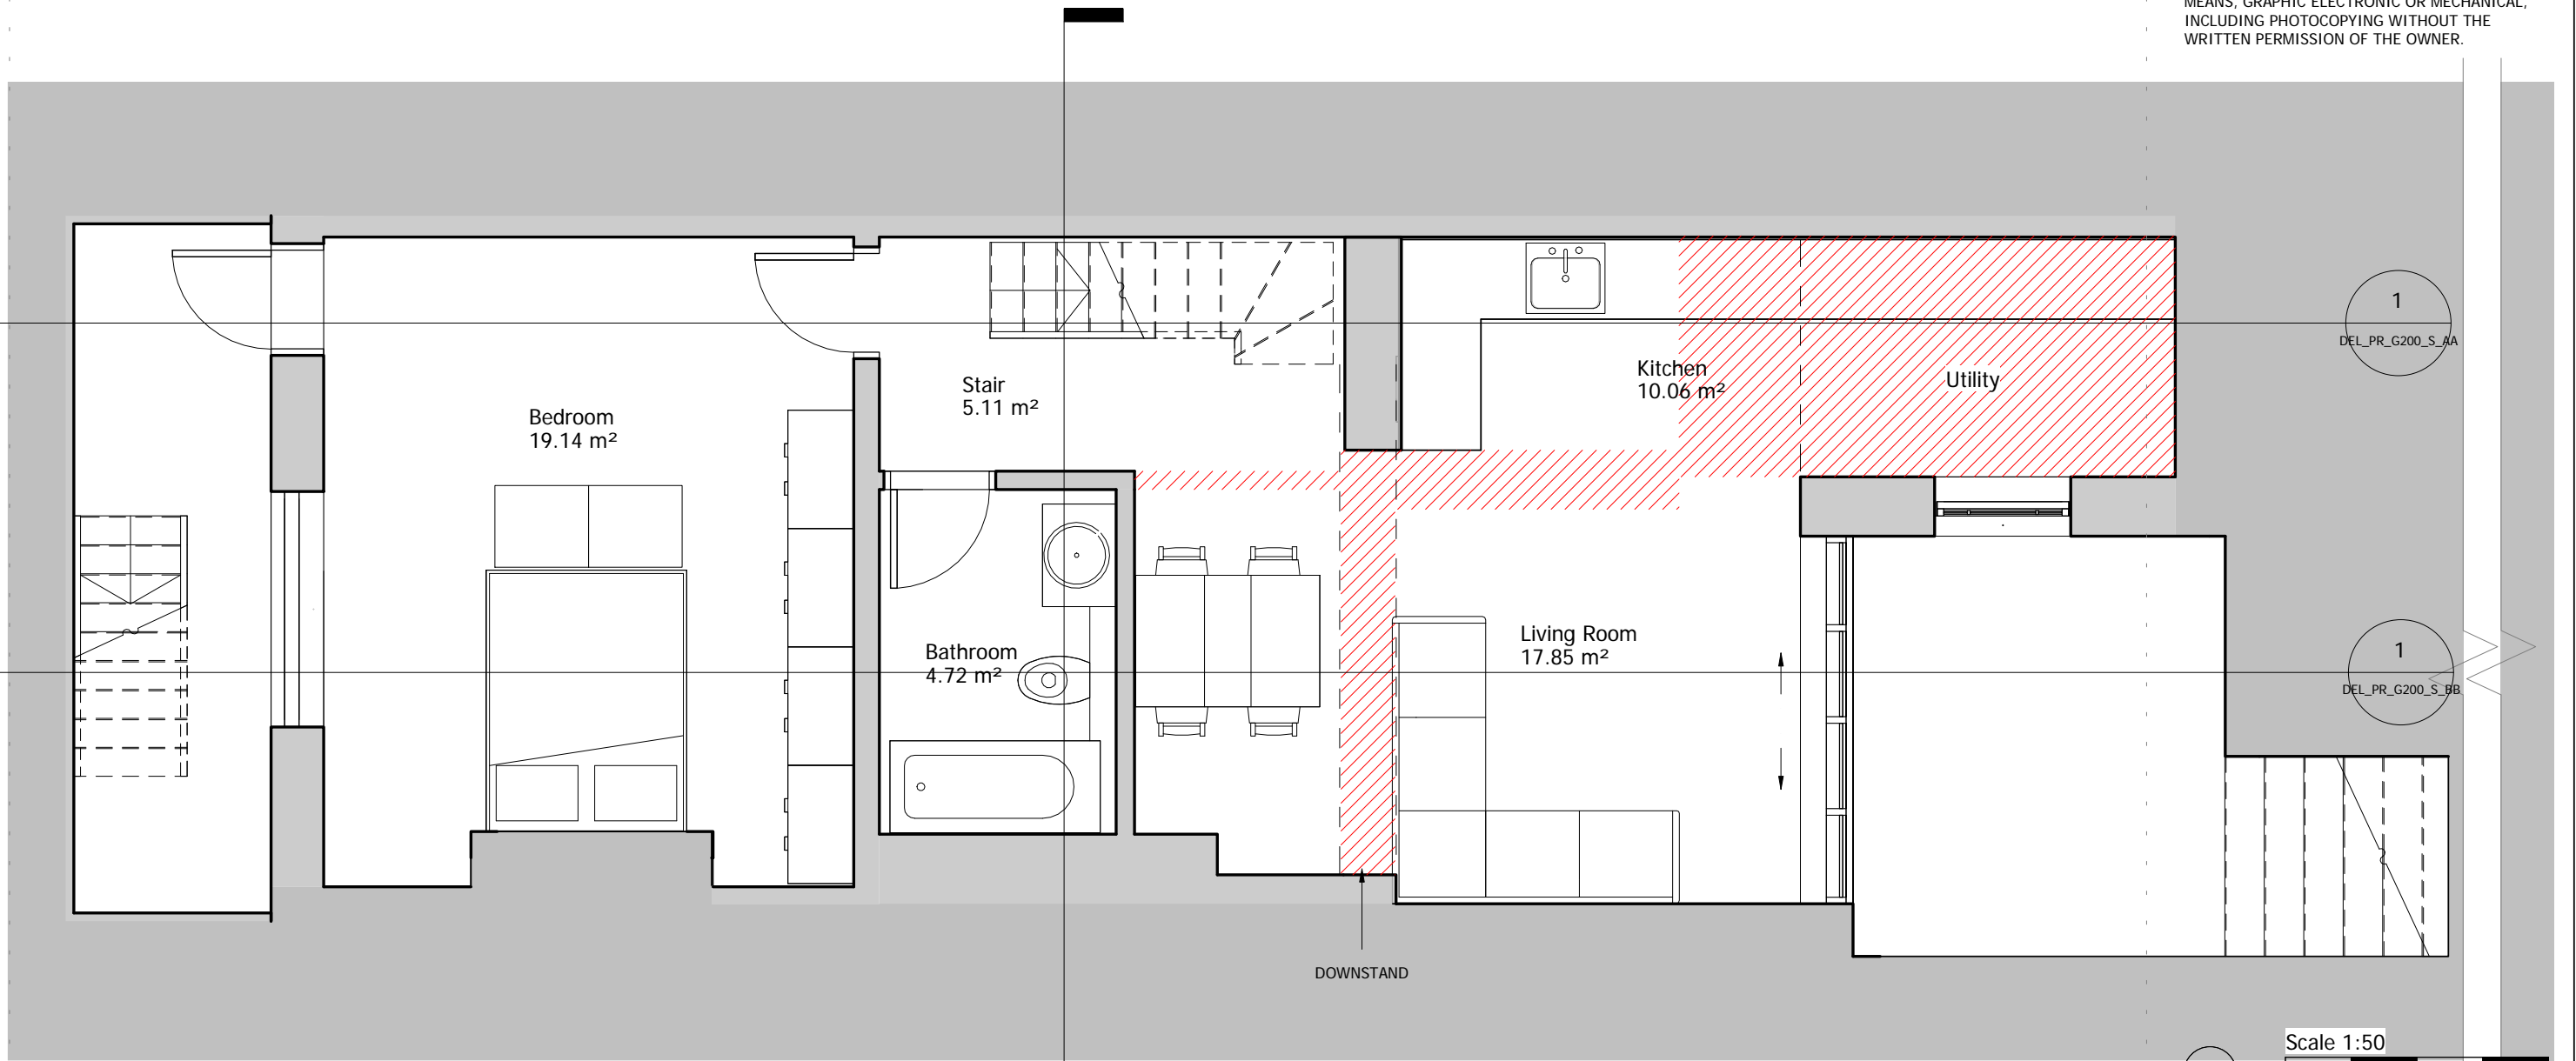 MEANS, GRAPHIC ELECTRONIC OR MECHANICAL,
INCLUDING PHOTOCOPYING WITHOUT THE
WRITTEN PERMISSION OF THE OWNER.
1
DEL_PR_G200_S_AA
Kitchen
10.06 m²
Utility
Stair
5.11 m²
Bedroom
19.14 m²
Living Room
17.85 m²
Bathroom
4.72 m²
1
DEL_PR_G200_S_BB
DOWNSTAND
Scale 1:50